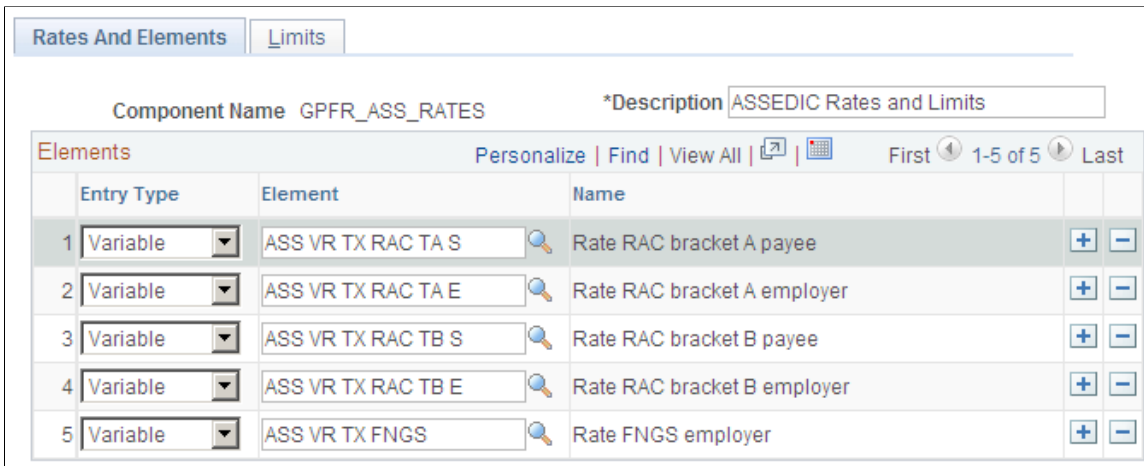 Rates And Elements Limits
Component Name GPFR_ASS_RATES *Description ASSEDIC Rates and Limits
Elements Personalize | Find | View All | | First 1-5 of 5 Last
Entry Type Element Name
1 Variable ASS VR TX RAC TA S Rate RAC bracket A payee + -
2 Variable ASS VR TX RAC TA E Rate RAC bracket A employer + -
3 Variable ASS VR TX RAC TB S Rate RAC bracket B payee + -
4 Variable ASS VR TX RAC TB E Rate RAC bracket B employer + -
5 Variable ASS VR TX FNGS Rate FNGS employer + -